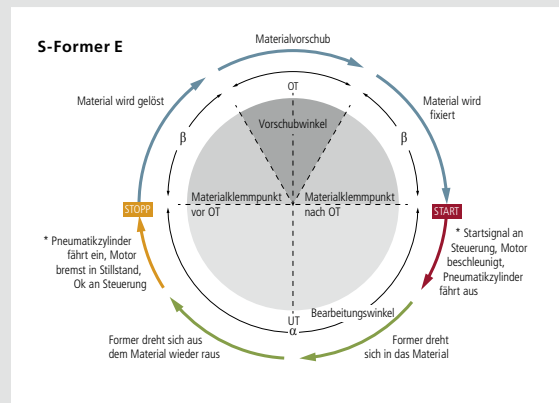 S-Former E
Materialvorschub
OT
Material wird gelöst
Material wird
fixiert
β
Vorschubwinkel
β
Materialklemmpunkt
vor OT
Materialklemmpunkt
nach OT
STOPP
START
* Pneumatikzylinder
fährt ein, Motor
bremst in Stillstand,
Ok an Steuerung
* Startsignal an
Steuerung, Motor
beschleunigt,
Pneumatikzylinder
fährt aus
Bearbeitungswinkel
UT
α
Former dreht sich aus
dem Material wieder raus
Former dreht
sich in das Material